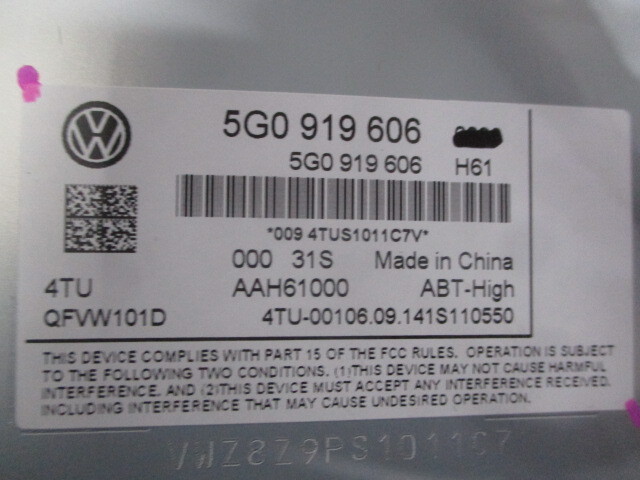 5G0 919 606
5G0 919 606 H61
*009 4TUS1011C7V*
000 31S Made in China
4TU AAH61000 ABT-High
QFVW101D 4TU-00106.09.141S110550
THIS DEVICE COMPLIES WITH PART 15 OF THE FCC RULES. OPERATION IS SUBJECT
TO THE FOLLOWING TWO CONDITIONS. (1)THIS DEVICE MAY NOT CAUSE HARMFUL
INTERFERENCE. AND (2)THIS DEVICE MUST ACCEPT ANY INTERFERENCE RECEIVED.
INCLUDING INTERFERENCE THAT MAY CAUSE UNDESIRED OPERATION.
VWZ8Z9PS1011C7